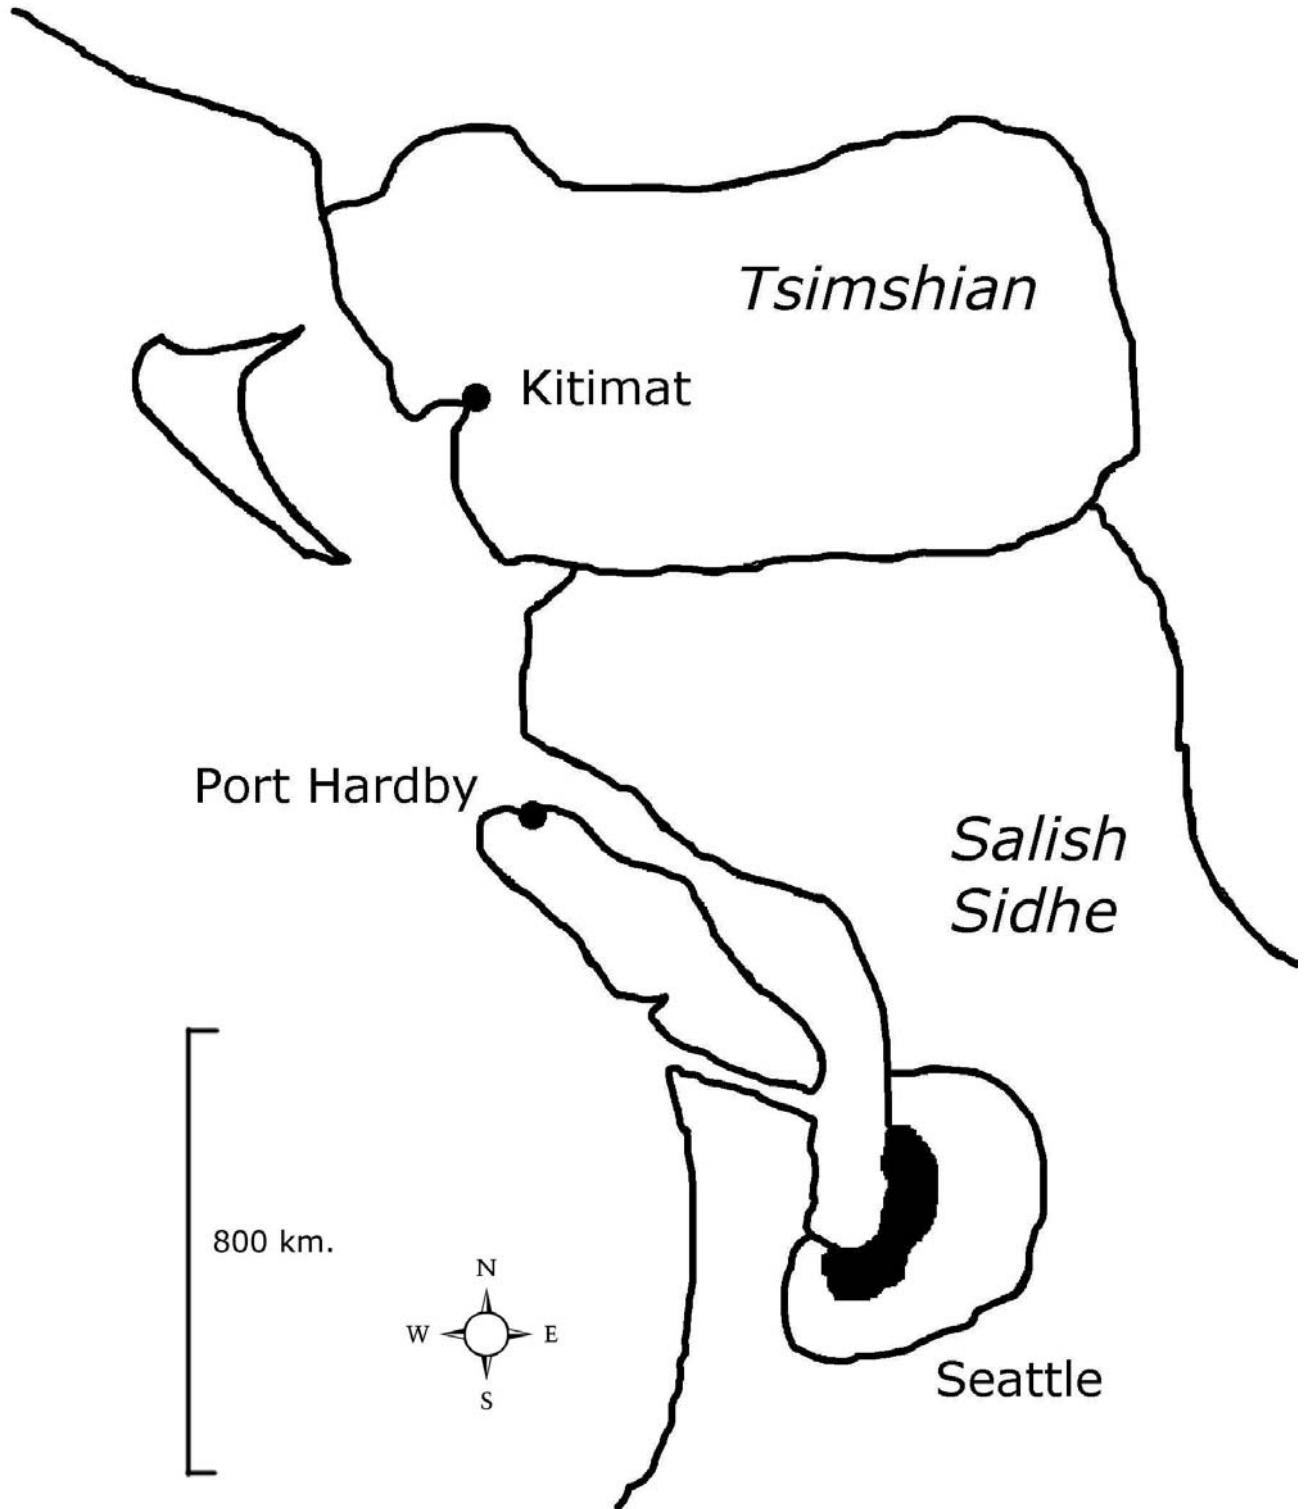 Tsimshian
Kitimat
Port Hardby
Salish
Sidhe
800 km.
N
W
E
S
Seattle